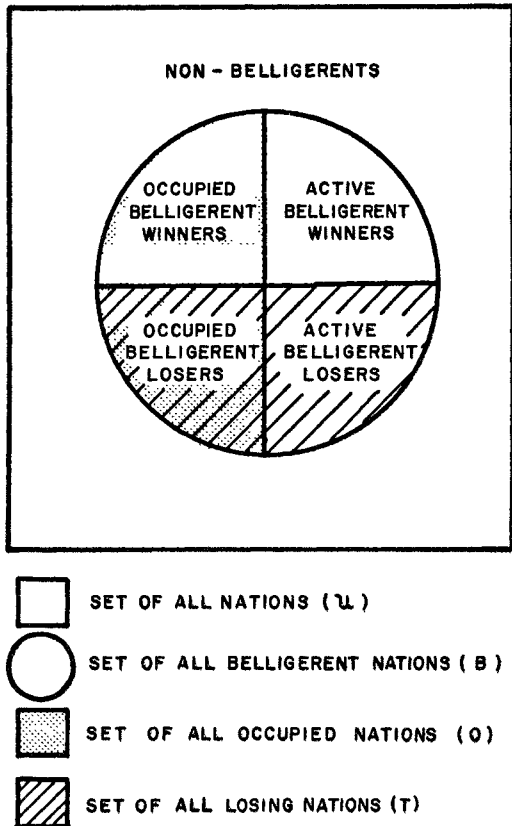 NON-BELLIGERENTS
OCCUPIED
BELLIGERENT
WINNERS
ACTIVE
BELLIGERENT
WINNERS
OCCUPIED
BELLIGERENT
LOSERS
ACTIVE
BELLIGERENT
LOSERS
SET OF ALL NATIONS (U)
SET OF ALL BELLIGERENT NATIONS (B)
SET OF ALL OCCUPIED NATIONS (O)
SET OF ALL LOSING NATIONS (T)